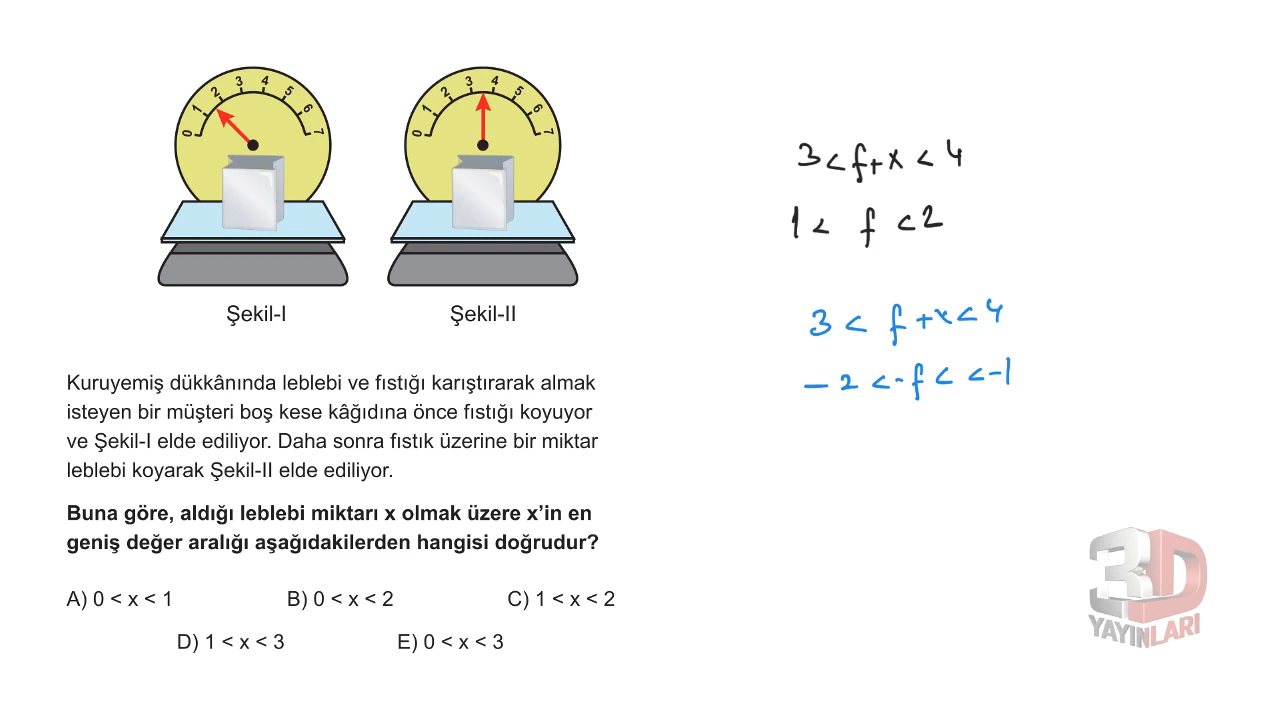 0 1 2 3 4 5 6 7
0 1 2 3 4 5 6 7
Şekil-I
Şekil-II
Kuruyemiş dükkânında leblebi ve fıstığı karıştırarak almak
isteyen bir müşteri boş kese kâğıdına önce fıstığı koyuyor
ve Şekil-I elde ediliyor. Daha sonra fıstık üzerine bir miktar
leblebi koyarak Şekil-II elde ediliyor.
Buna göre, aldığı leblebi miktarı x olmak üzere x’in en
geniş değer aralığı aşağıdakilerden hangisi doğrudur?
A) 0 < x < 1 B) 0 < x < 2 C) 1 < x < 2
D) 1 < x < 3 E) 0 < x < 3
3 < f+x < 4
1 < f < 2
3 < f +x < 4
-2 < -f < < -1
3D
YAYINLARI